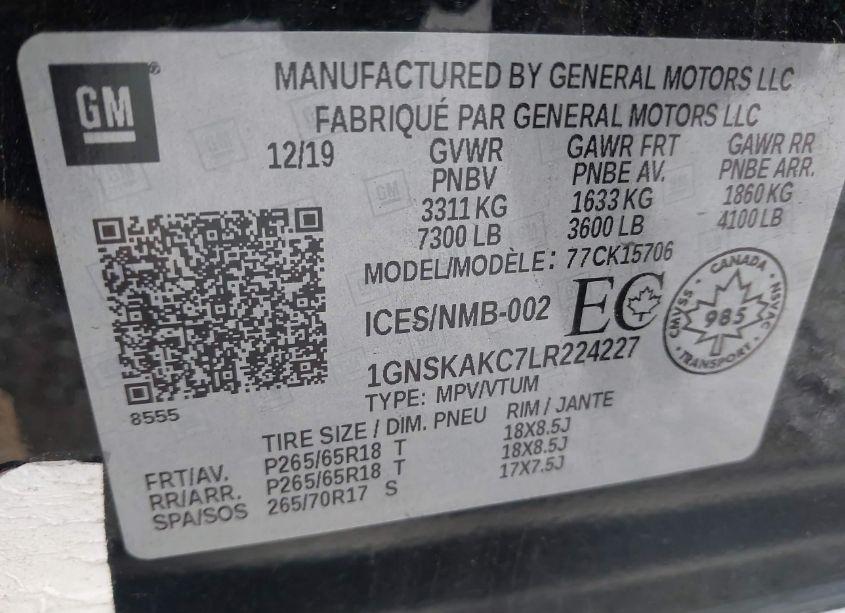 GM
MANUFACTURED BY GENERAL MOTORS LLC
FABRIQUÉ PAR GENERAL MOTORS LLC
12/19 GVWR GAWR FRT GAWR RR
PNBV PNBE AV. PNBE ARR.
3311 KG 1633 KG 1860 KG
7300 LB 3600 LB 4100 LB
MODEL/MODÈLE: 77CK15706
ICES/NMB-002 EC
CANADA
CMVSS · NSVAC
985
TRANSPORT
1GNSKAKC7LR224227
TYPE: MPV/VTUM
8555
TIRE SIZE / DIM. PNEU RIM / JANTE
FRT/AV. P265/65R18 T 18X8.5J
RR/ARR. P265/65R18 T 18X8.5J
SPA/SOS 265/70R17 S 17X7.5J